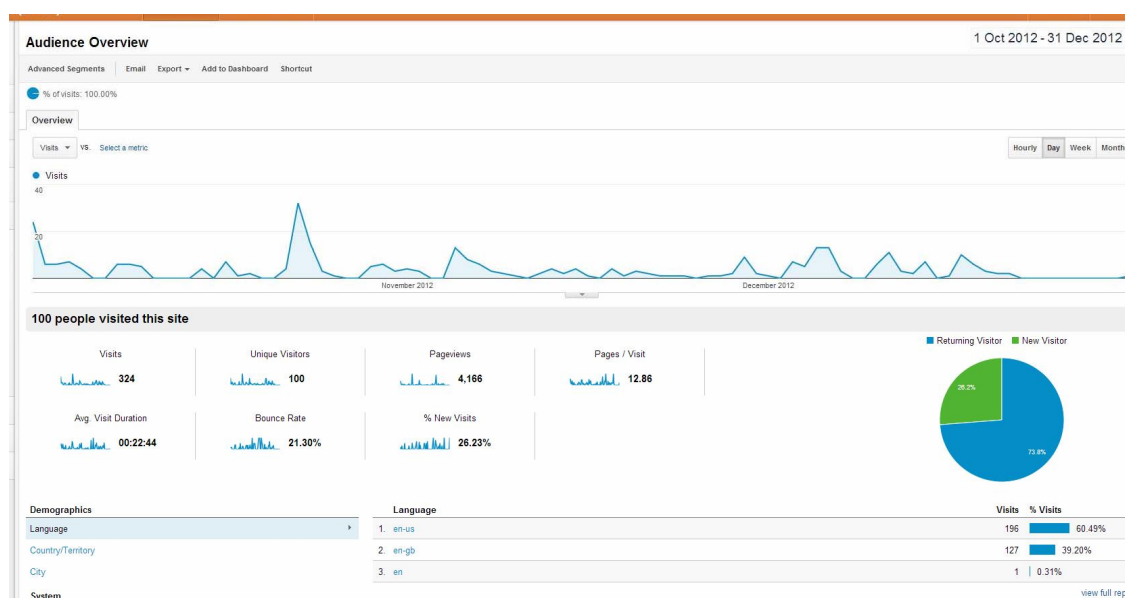 Audience Overview
1 Oct 2012 - 31 Dec 2012
Advanced Segments Email Export Add to Dashboard Shortcut
% of visits: 100.00%
Overview
Visits VS. Select a metric
Hourly Day Week Month
Visits
40
20
November 2012 December 2012
100 people visited this site
Returning Visitor New Visitor
Visits Unique Visitors Pageviews Pages / Visit
324 100 4,166 12.86
26.2%
Avg. Visit Duration Bounce Rate % New Visits
00:22:44 21.30% 26.23%
73.8%
Demographics Language Visits % Visits
Language 1. en-us 196 60.49%
Country/Territory 2. en-gb 127 39.20%
City 3. en 1 0.31%
System view full rep